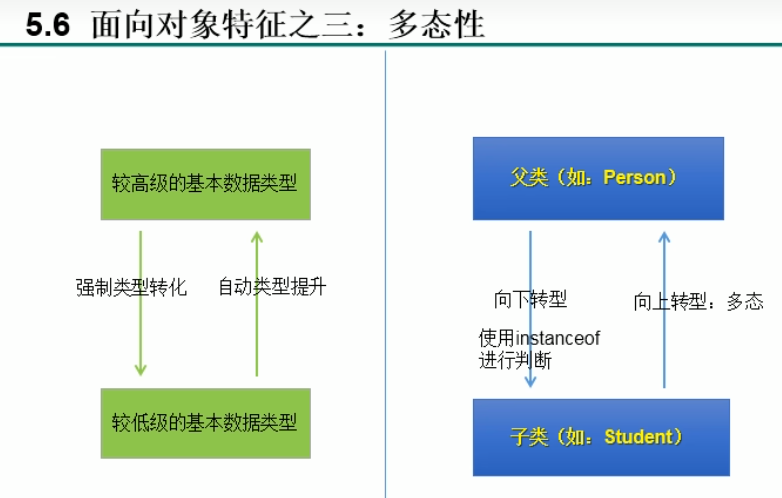 5.6 面向对象特征之三：多态性
较高级的基本数据类型
强制类型转化
自动类型提升
较低级的基本数据类型
父类（如：Person）
向下转型
使用instanceof
进行判断
向上转型：多态
子类（如：Student）